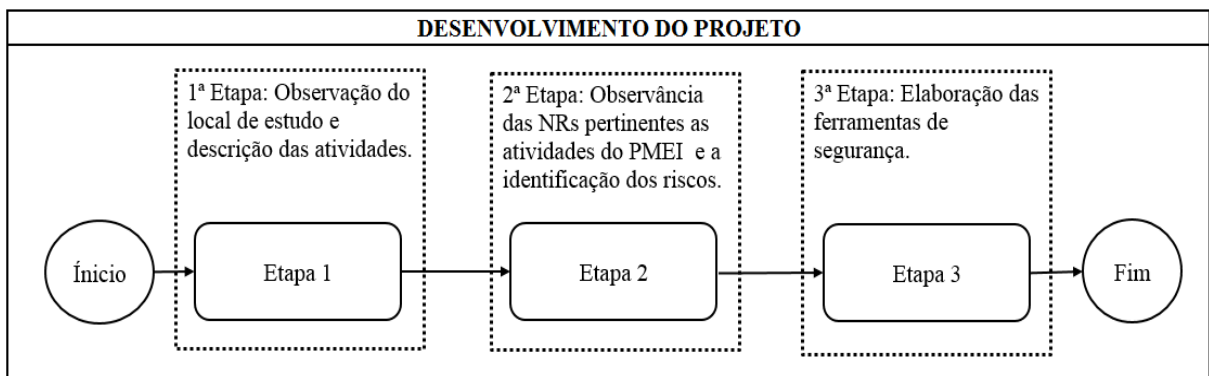 DESENVOLVIMENTO DO PROJETO
1ª Etapa: Observação do
local de estudo e
descrição das atividades.
2ª Etapa: Observância
das NRs pertinentes as
atividades do PMEI e a
identificação dos riscos.
3ª Etapa: Elaboração das
ferramentas de
segurança.
Ínicio
Etapa 1
Etapa 2
Etapa 3
Fim